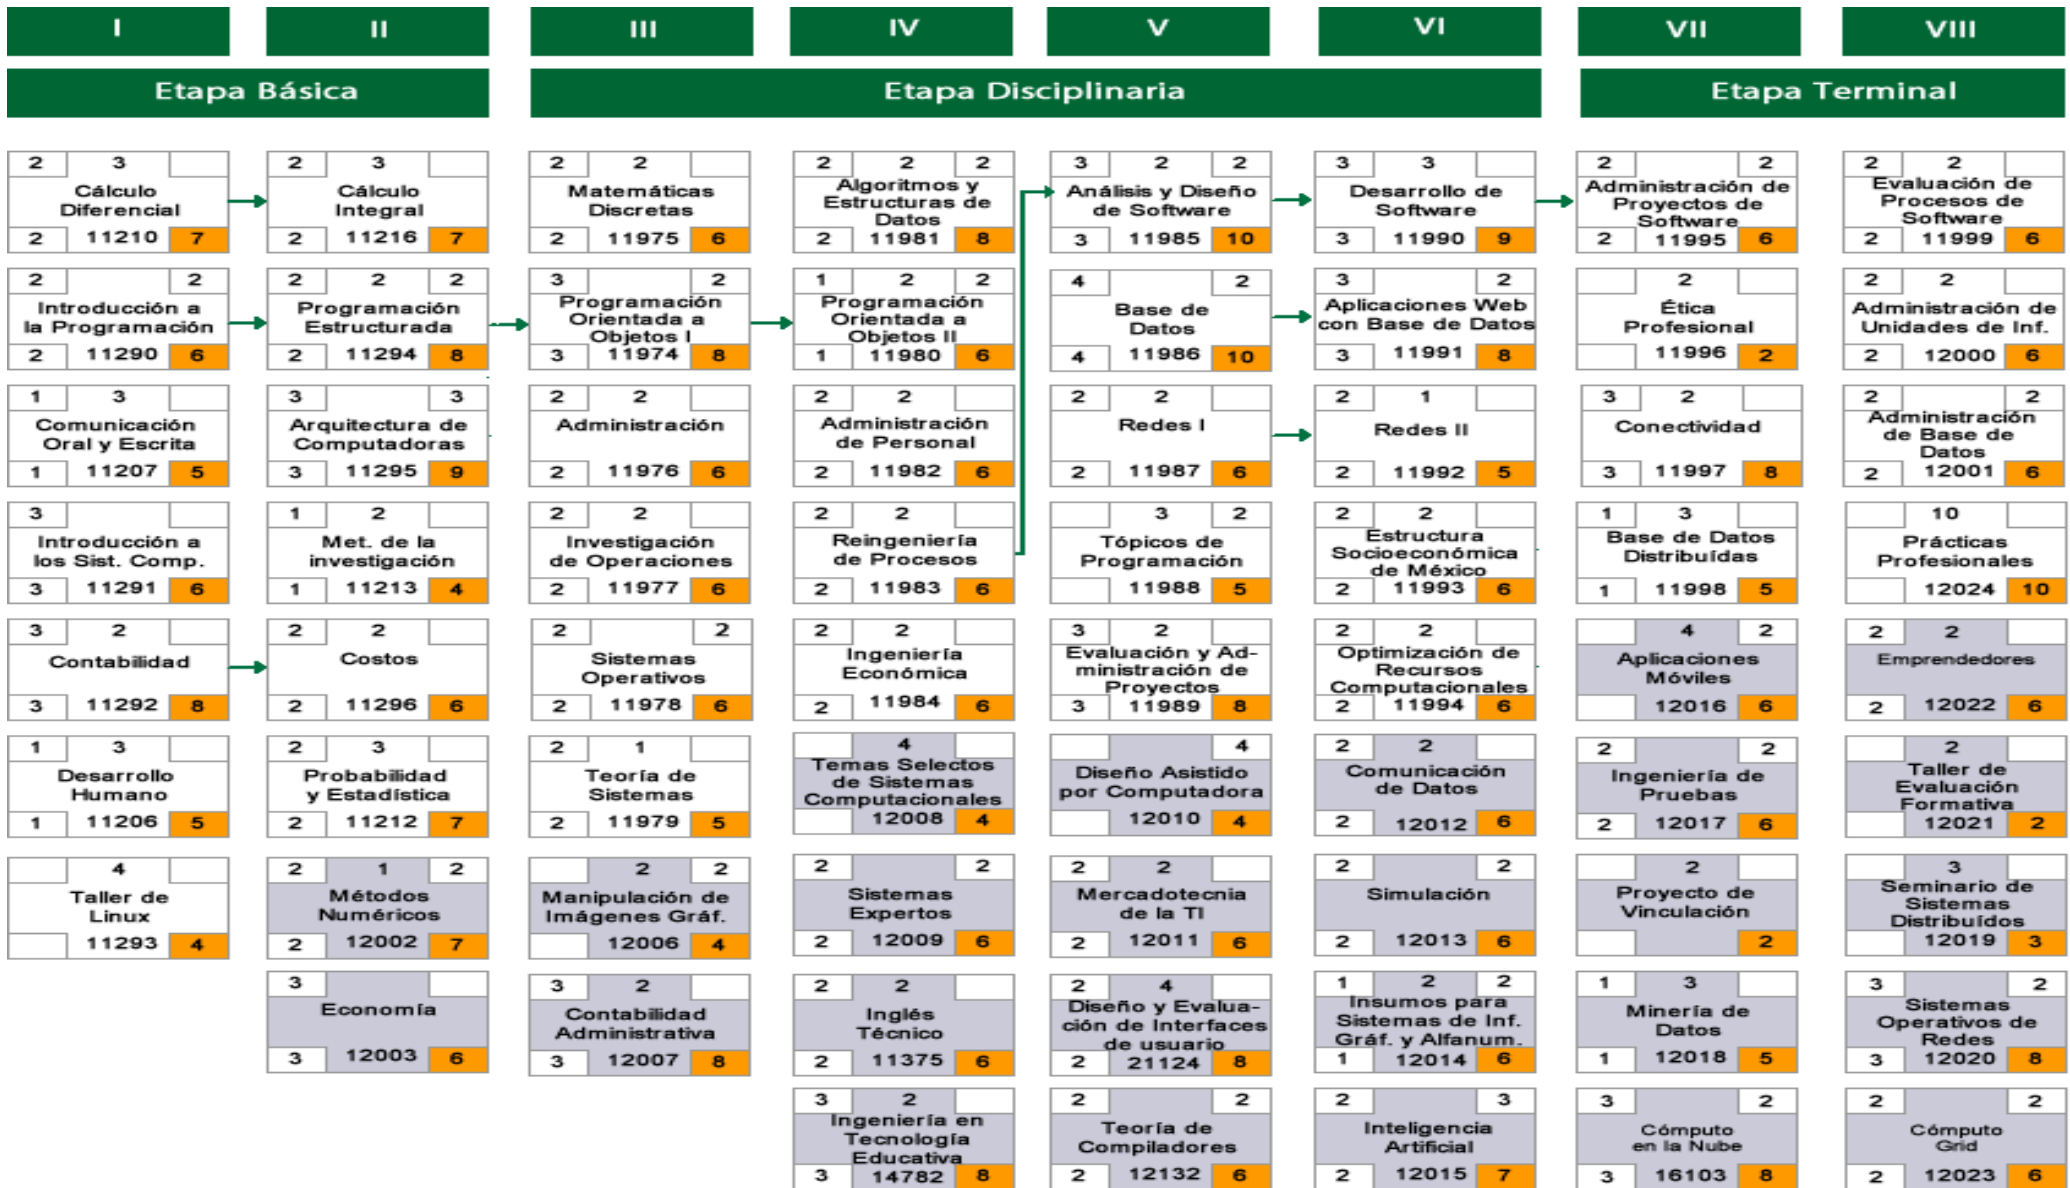 I II III IV V VI VII VIII
Etapa Básica Etapa Disciplinaria Etapa Terminal
2 3
Cálculo
Diferencial
2 11210 7
2 3
Cálculo
Integral
2 11216 7
2 2
Matemáticas
Discretas
2 11975 6
2 2 2
Algoritmos y
Estructuras de
Datos
2 11981 8
3 2 2
Análisis y Diseño
de Software
3 11985 10
3 3
Desarrollo de
Software
3 11990 9
2 2
Administración de
Proyectos de
Software
2 11995 6
2 2
Evaluación de
Procesos de
Software
2 11999 6
2 2
Introducción a
la Programación
2 11290 6
2 2 2
Programación
Estructurada
2 11294 8
3 2
Programación
Orientada a
Objetos I
3 11974 8
1 2 2
Programación
Orientada a
Objetos II
1 11980 6
4 2
Base de
Datos
4 11986 10
3 2
Aplicaciones Web
con Base de Datos
3 11991 8
2
Ética
Profesional
11996 2
2 2
Administración de
Unidades de Inf.
2 12000 6
1 3
Comunicación
Oral y Escrita
1 11207 5
3 3
Arquitectura de
Computadoras
3 11295 9
2 2
Administración
2 11976 6
2 2
Administración
de Personal
2 11982 6
2 2
Redes I
2 11987 6
2 1
Redes II
2 11992 5
3 2
Conectividad
3 11997 8
2 2
Administración
de Base de
Datos
2 12001 6
3
Introducción a
los Sist. Comp.
3 11291 6
1 2
Met. de la
investigación
1 11213 4
2 2
Investigación
de Operaciones
2 11977 6
2 2
Reingeniería
de Procesos
2 11983 6
3 2
Tópicos de
Programación
11988 5
2 2
Estructura
Socioeconómica
de México
2 11993 6
1 3
Base de Datos
Distribuídas
1 11998 5
10
Prácticas
Profesionales
12024 10
3 2
Contabilidad
3 11292 8
2 2
Costos
2 11296 6
2 2
Sistemas
Operativos
2 11978 6
2 2
Ingeniería
Económica
2 11984 6
3 2
Evaluación y Ad-
ministración de
Proyectos
3 11989 8
2 2
Optimización de
Recursos
Computacionales
2 11994 6
4 2
Aplicaciones
Móviles
12016 6
2 2
Emprendedores
2 12022 6
1 3
Desarrollo
Humano
1 11206 5
2 3
Probabilidad
y Estadística
2 11212 7
2 1
Teoría de
Sistemas
2 11979 5
4
Temas Selectos
de Sistemas
Computacionales
12008 4
4
Diseño Asistido
por Computadora
12010 4
2 2
Comunicación
de Datos
2 12012 6
2 2
Ingeniería de
Pruebas
2 12017 6
2
Taller de
Evaluación
Formativa
12021 2
4
Taller de
Linux
11293 4
2 1 2
Métodos
Numéricos
2 12002 7
2 2
Manipulación de
Imágenes Gráf.
12006 4
2 2
Sistemas
Expertos
2 12009 6
2 2
Mercadotecnia
de la TI
2 12011 6
2 2
Simulación
2 12013 6
2
Proyecto de
Vinculación
2
3
Seminario de
Sistemas
Distribuídos
12019 3
3
Economía
3 12003 6
3 2
Contabilidad
Administrativa
3 12007 8
2 2
Inglés
Técnico
2 11375 6
2 4
Diseño y Evalua-
ción de Interfaces
de usuario
2 21124 8
1 2 2
Insumos para
Sistemas de Inf.
Gráf. y Alfanum.
1 12014 6
1 3
Minería de
Datos
1 12018 5
3 2
Sistemas
Operativos de
Redes
3 12020 8
3 2
Ingeniería en
Tecnología
Educativa
3 14782 8
2 2
Teoría de
Compiladores
2 12132 6
2 3
Inteligencia
Artificial
2 12015 7
3 2
Cómputo
en la Nube
3 16103 8
2 2
Cómputo
Grid
2 12023 6